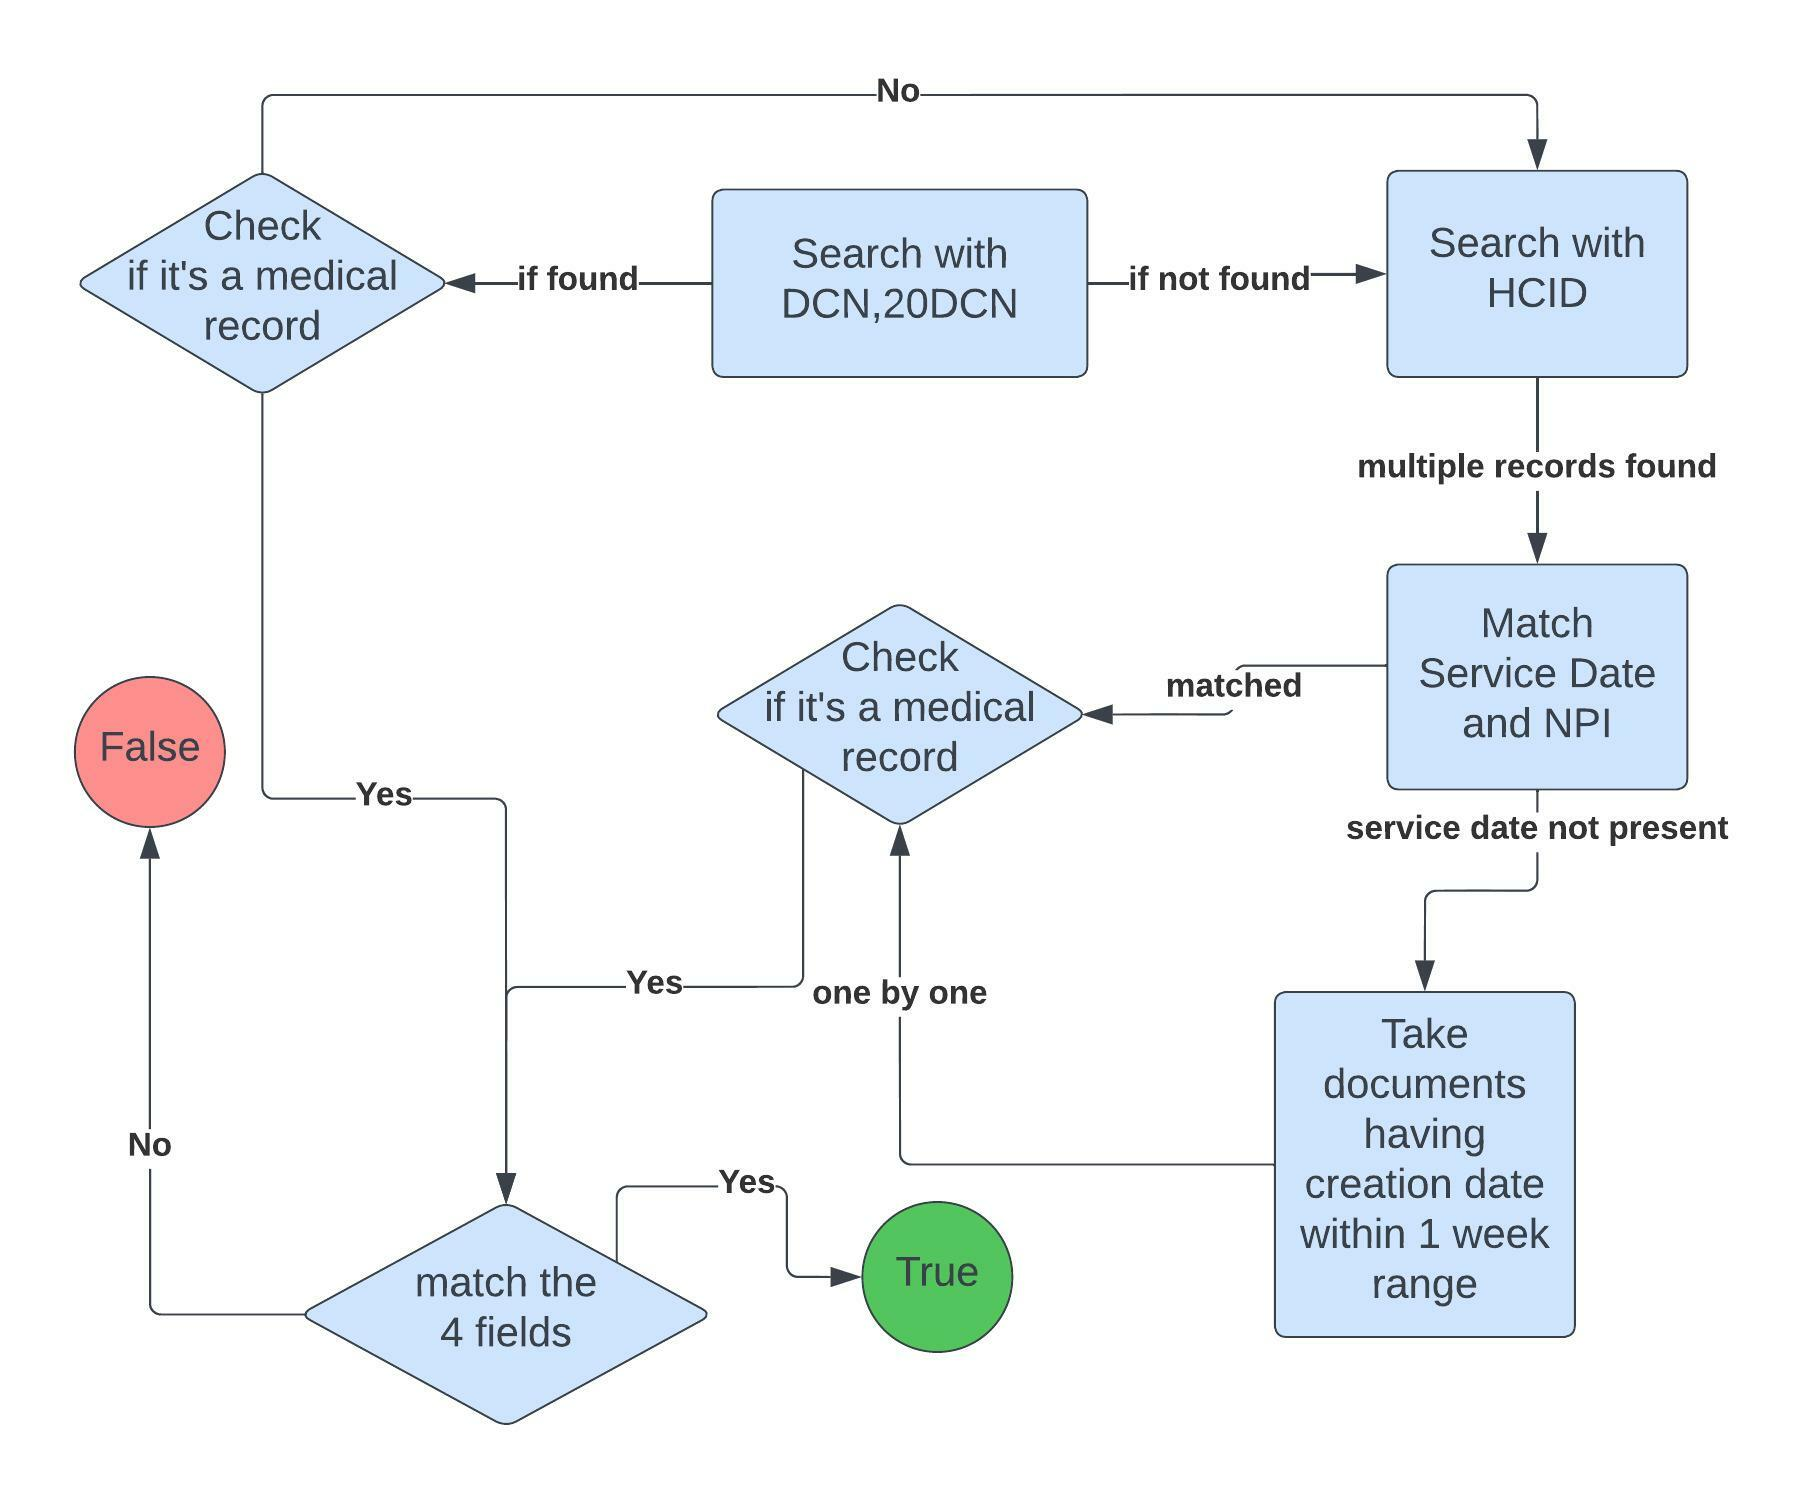 No
Check
if it's a medical
record
if found
Search with
DCN,20DCN
if not found
Search with
HCID
multiple records found
Match
Service Date
and NPI
matched
Check
if it's a medical
record
False
Yes
service date not present
Yes
one by one
Take
documents
having
creation date
within 1 week
range
No
Yes
True
match the
4 fields